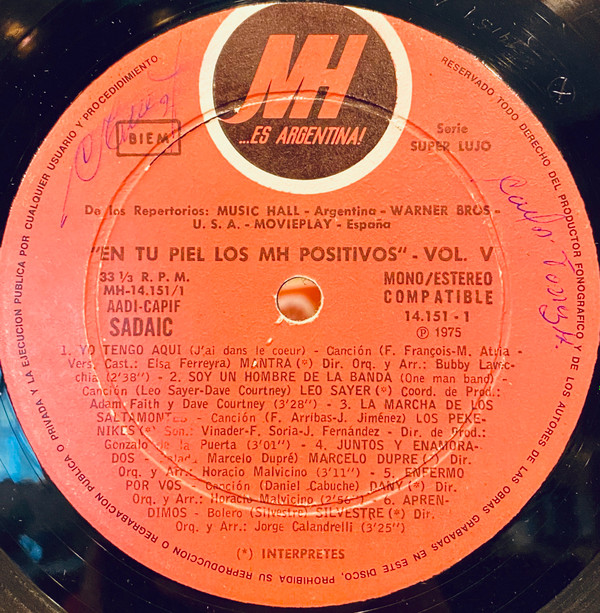 MH
...ES ARGENTINA!
BIEM
Serie
SUPER LUJO
De los Repertorios: MUSIC HALL - Argentina - WARNER BROS -
U. S. A. - MOVIEPLAY - España
"EN TU PIEL LOS MH POSITIVOS" - VOL. V
33 1/3 R. P. M.
MH-14.151/1
AADI-CAPIF
SADAIC
MONO/ESTEREO
COMPATIBLE
14.151 - 1
Ⓟ 1975
1. YO TENGO AQUI (J'ai dans le coeur) - Canción (F. François-M. Atria -
Vers. Cast.: Elsa Ferreyra) MANTRA (*) Dir. Orq. y Arr.: Bubby Lavec-
chia (2'38") - 2. SOY UN HOMBRE DE LA BANDA (One man band)
Canción (Leo Sayer-Dave Courtney) LEO SAYER (*) Coord. de Prod.:
Adam Faith y Dave Courtney (3'28") - 3. LA MARCHA DE LOS
SALTAMONTES - Canción (F. Arribas-J. Jiménez) LOS PEKE-
NIKES (*) Son.: Vinader-F. Soria-J. Fernández - Dir. de Prod.:
Gonzalo de la Puerta (3'01") - 4. JUNTOS Y ENAMORA-
DOS - Balada Marcelo Dupré) MARCELO DUPRE (*) Dir.
Orq. y Arr.: Horacio Malvicino (3'11") - 5. ENFERMO
POR VOS - Canción (Daniel Cabuche) DANY (*) Dir.
Orq. y Arr.: Horacio Malvicino (2'56") - 6. APREN-
DIMOS - Bolero (Silvestre) SILVESTRE (*) Dir.
Orq. y Arr.: Jorge Calandrelli (3'25")
(*) INTERPRETES
RESERVADO TODO DERECHO DEL PRODUCTOR FONOGRAFICO Y DE LOS AUTORES DE LAS OBRAS GRABADAS EN ESTE DISCO. PROHIBIDA SU REPRODUCCION O REGRABACION PUBLICA O PRIVADA Y LA EJECUCION PUBLICA POR CUALQUIER USUARIO Y PROCEDIDIMIENTO